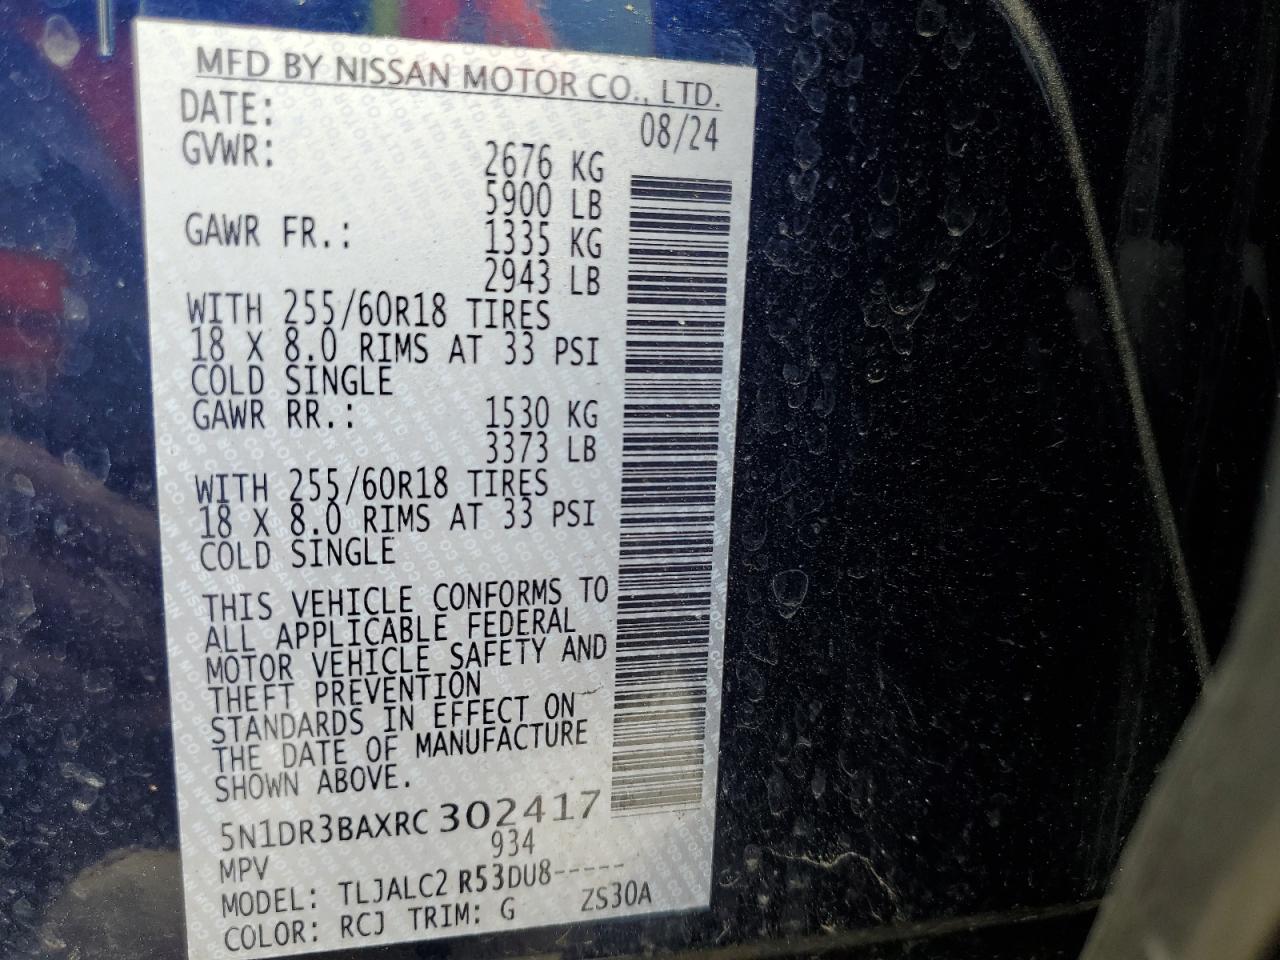 MFD BY NISSAN MOTOR CO., LTD.
DATE: 08/24
GVWR: 2676 KG
5900 LB
GAWR FR.: 1335 KG
2943 LB
WITH 255/60R18 TIRES
18 X 8.0 RIMS AT 33 PSI
COLD SINGLE
GAWR RR.: 1530 KG
3373 LB
WITH 255/60R18 TIRES
18 X 8.0 RIMS AT 33 PSI
COLD SINGLE
THIS VEHICLE CONFORMS TO
ALL APPLICABLE FEDERAL
MOTOR VEHICLE SAFETY AND
THEFT PREVENTION
STANDARDS IN EFFECT ON
THE DATE OF MANUFACTURE
SHOWN ABOVE.
5N1DR3BAXRC302417
934
MPV
MODEL: TLJALC2 R53DU8-----
COLOR: RCJ TRIM: G ZS30A